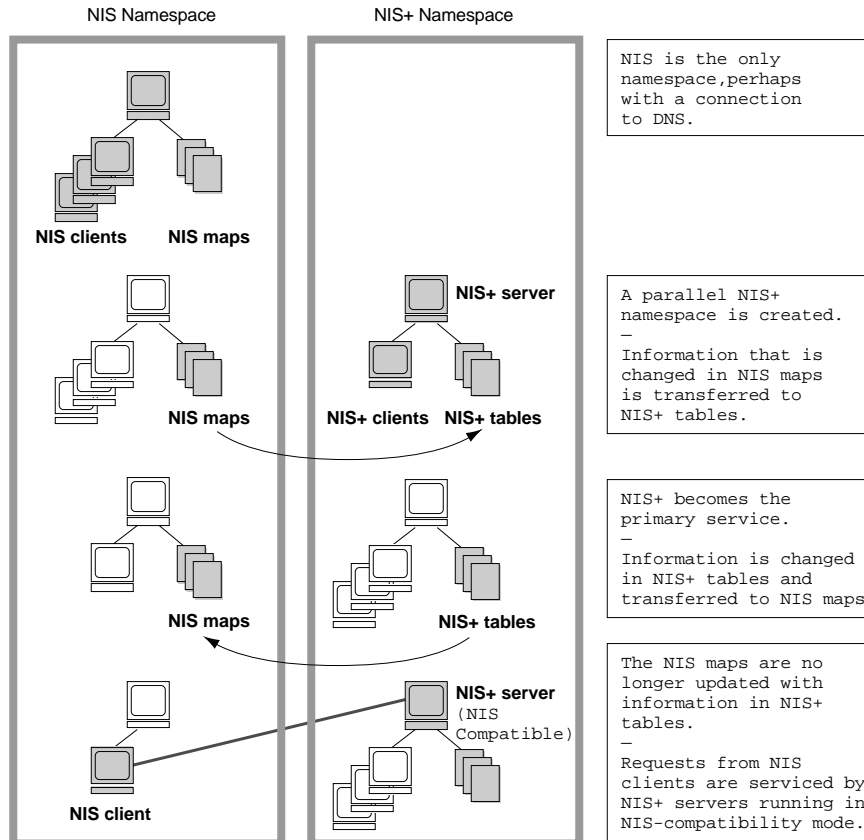 NIS Namespace
NIS+ Namespace
NIS is the only
namespace,perhaps
with a connection
to DNS.
NIS clients
NIS maps
NIS+ server
NIS maps
NIS+ clients
NIS+ tables
A parallel NIS+
namespace is created.
—
Information that is
changed in NIS maps
is transferred to
NIS+ tables.
NIS maps
NIS+ tables
NIS+ becomes the
primary service.
—
Information is changed
in NIS+ tables and
transferred to NIS maps
NIS+ server
(NIS
Compatible)
NIS client
The NIS maps are no
longer updated with
information in NIS+
tables.
—
Requests from NIS
clients are serviced by
NIS+ servers running in
NIS-compatibility mode.